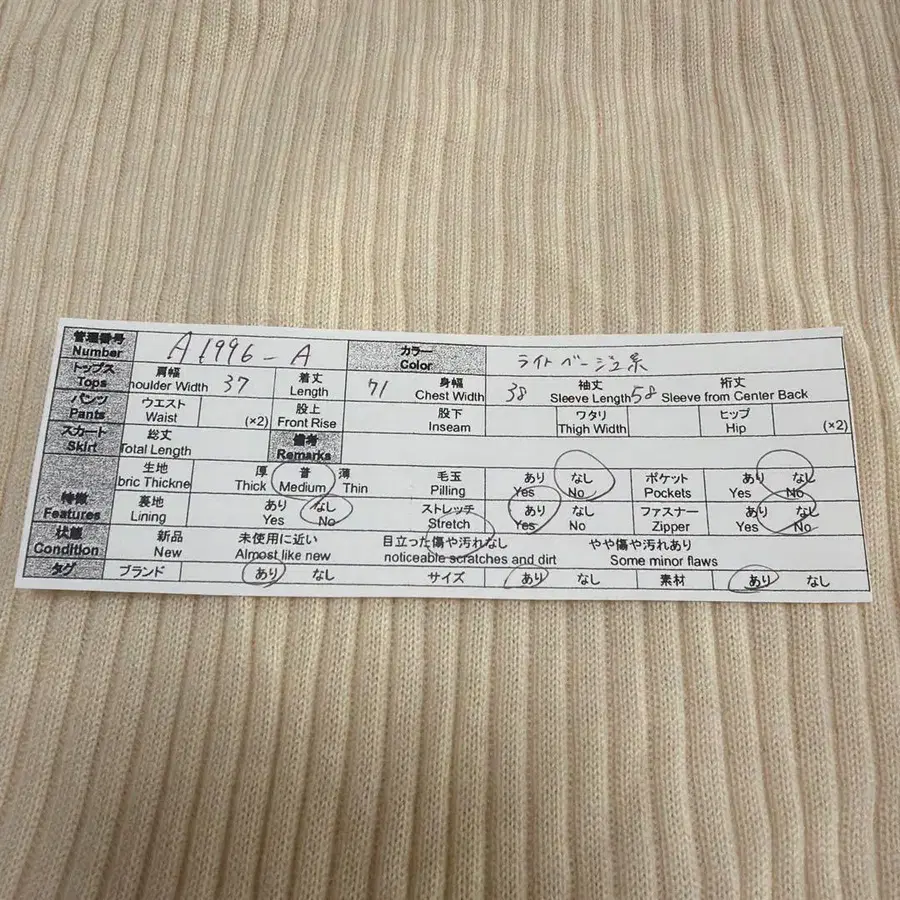 管理番号 Number A1996-A カラー Color ライトベージュ系
トップス Tops 肩幅 houlder Width 37 着丈 Length 71 身幅 Chest Width 38 袖丈 Sleeve Length 58 裄丈 Sleeve from Center Back
パンツ Pants ウエスト Waist (×2) 股上 Front Rise 股下 Inseam ワタリ Thigh Width ヒップ Hip (×2)
スカート Skirt 総丈 Total Length 備考 Remarks
特徴 Features 生地 bric Thickne 厚 Thick 普 Medium 薄 Thin 毛玉 Pilling あり Yes なし No ポケット Pockets あり Yes なし No
裏地 Lining あり Yes なし No ストレッチ Stretch あり Yes なし No ファスナー Zipper あり Yes なし No
状態 Condition 新品 New 未使用に近い Almost like new 目立った傷や汚れなし noticeable scratches and dirt やや傷や汚れあり Some minor flaws
タグ ブランド あり なし サイズ あり なし 素材 あり なし